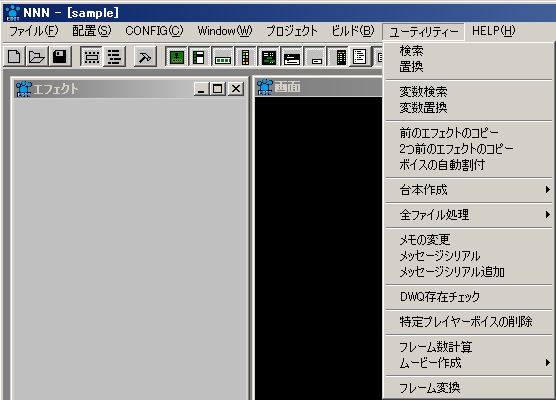 NNN - [sample]
ファイル(F) 配置(S) CONFIG(C) Window(W) プロジェクト ビルド(B) ユーティリティー HELP(H)
エフェクト
画面
検索
置換
変数検索
変数置換
前のエフェクトのコピー
2つ前のエフェクトのコピー
ボイスの自動割付
台本作成
全ファイル処理
メモの変更
メッセージシリアル
メッセージシリアル追加
DWQ存在チェック
特定プレイヤーボイスの削除
フレーム数計算
ムービー作成
フレーム変換